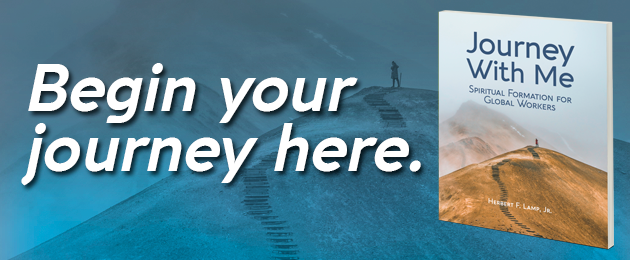 Begin your
journey here.
Journey
With Me
Spiritual Formation for
Global Workers
Herbert F. Lamp, Jr.